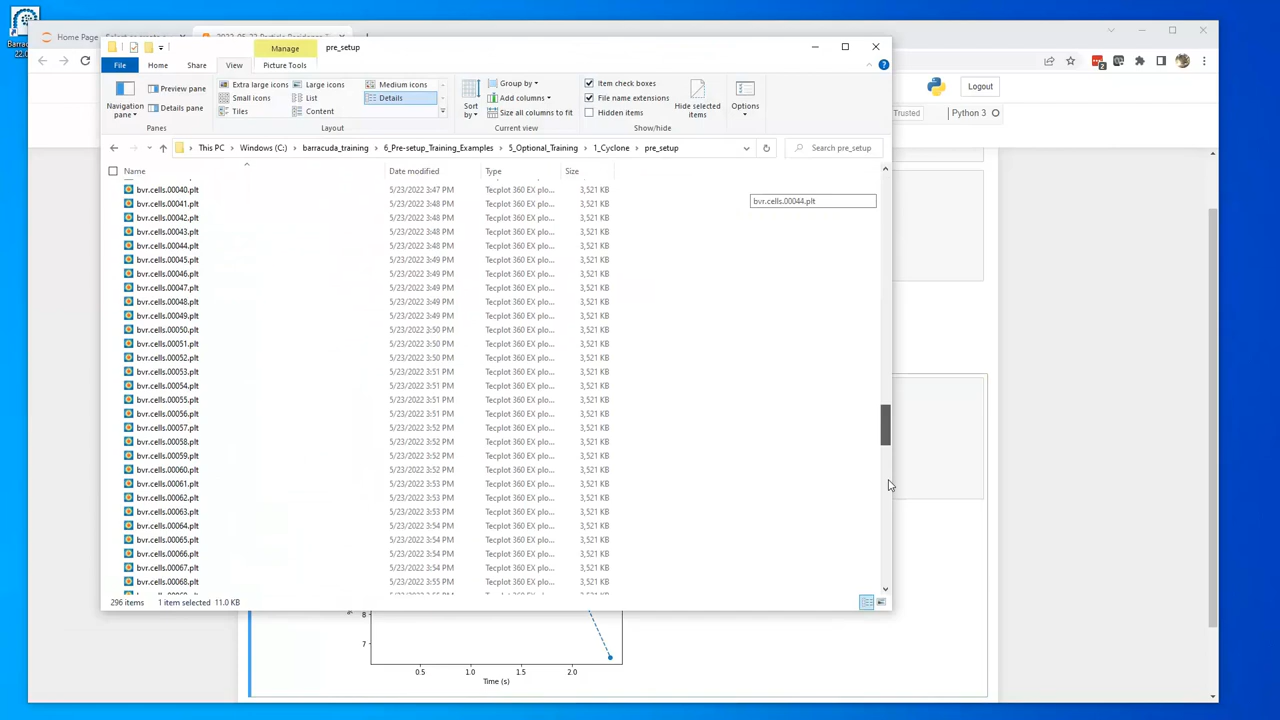 Barrac
22.0
Home Page - Select or create a
2022-05-23 Particle Residence T
Manage
pre_setup
File
Home
Share
View
Picture Tools
Navigation
pane
Preview pane
Details pane
Panes
Extra large icons
Large icons
Medium icons
Small icons
List
Details
Tiles
Content
Layout
Sort
by
Group by
Add columns
Size all columns to fit
Current view
Item check boxes
File name extensions
Hidden items
Hide selected
items
Show/hide
Options
2
Logout
Trusted
Python 3
This PC > Windows (C:) > barracuda_training > 6_Pre-setup_Training_Examples > 5_Optional_Training > 1_Cyclone > pre_setup
Search pre_setup
Name Date modified Type Size
bvr.cells.00040.plt 5/23/2022 3:47 PM Tecplot 360 EX plo... 3,521 KB
bvr.cells.00044.plt
bvr.cells.00041.plt 5/23/2022 3:48 PM Tecplot 360 EX plo... 3,521 KB
bvr.cells.00042.plt 5/23/2022 3:48 PM Tecplot 360 EX plo... 3,521 KB
bvr.cells.00043.plt 5/23/2022 3:48 PM Tecplot 360 EX plo... 3,521 KB
bvr.cells.00044.plt 5/23/2022 3:48 PM Tecplot 360 EX plo... 3,521 KB
bvr.cells.00045.plt 5/23/2022 3:49 PM Tecplot 360 EX plo... 3,521 KB
bvr.cells.00046.plt 5/23/2022 3:49 PM Tecplot 360 EX plo... 3,521 KB
bvr.cells.00047.plt 5/23/2022 3:49 PM Tecplot 360 EX plo... 3,521 KB
bvr.cells.00048.plt 5/23/2022 3:49 PM Tecplot 360 EX plo... 3,521 KB
bvr.cells.00049.plt 5/23/2022 3:49 PM Tecplot 360 EX plo... 3,521 KB
bvr.cells.00050.plt 5/23/2022 3:50 PM Tecplot 360 EX plo... 3,521 KB
bvr.cells.00051.plt 5/23/2022 3:50 PM Tecplot 360 EX plo... 3,521 KB
bvr.cells.00052.plt 5/23/2022 3:50 PM Tecplot 360 EX plo... 3,521 KB
bvr.cells.00053.plt 5/23/2022 3:51 PM Tecplot 360 EX plo... 3,521 KB
bvr.cells.00054.plt 5/23/2022 3:51 PM Tecplot 360 EX plo... 3,521 KB
bvr.cells.00055.plt 5/23/2022 3:51 PM Tecplot 360 EX plo... 3,521 KB
bvr.cells.00056.plt 5/23/2022 3:51 PM Tecplot 360 EX plo... 3,521 KB
bvr.cells.00057.plt 5/23/2022 3:52 PM Tecplot 360 EX plo... 3,521 KB
bvr.cells.00058.plt 5/23/2022 3:52 PM Tecplot 360 EX plo... 3,521 KB
bvr.cells.00059.plt 5/23/2022 3:52 PM Tecplot 360 EX plo... 3,521 KB
bvr.cells.00060.plt 5/23/2022 3:52 PM Tecplot 360 EX plo... 3,521 KB
bvr.cells.00061.plt 5/23/2022 3:53 PM Tecplot 360 EX plo... 3,521 KB
bvr.cells.00062.plt 5/23/2022 3:53 PM Tecplot 360 EX plo... 3,521 KB
bvr.cells.00063.plt 5/23/2022 3:53 PM Tecplot 360 EX plo... 3,521 KB
bvr.cells.00064.plt 5/23/2022 3:54 PM Tecplot 360 EX plo... 3,521 KB
bvr.cells.00065.plt 5/23/2022 3:54 PM Tecplot 360 EX plo... 3,521 KB
bvr.cells.00066.plt 5/23/2022 3:54 PM Tecplot 360 EX plo... 3,521 KB
bvr.cells.00067.plt 5/23/2022 3:54 PM Tecplot 360 EX plo... 3,521 KB
bvr.cells.00068.plt 5/23/2022 3:55 PM Tecplot 360 EX plo... 3,521 KB
296 items 1 item selected 11.0 KB
8
7
0.5 1.0 1.5 2.0
Time (s)